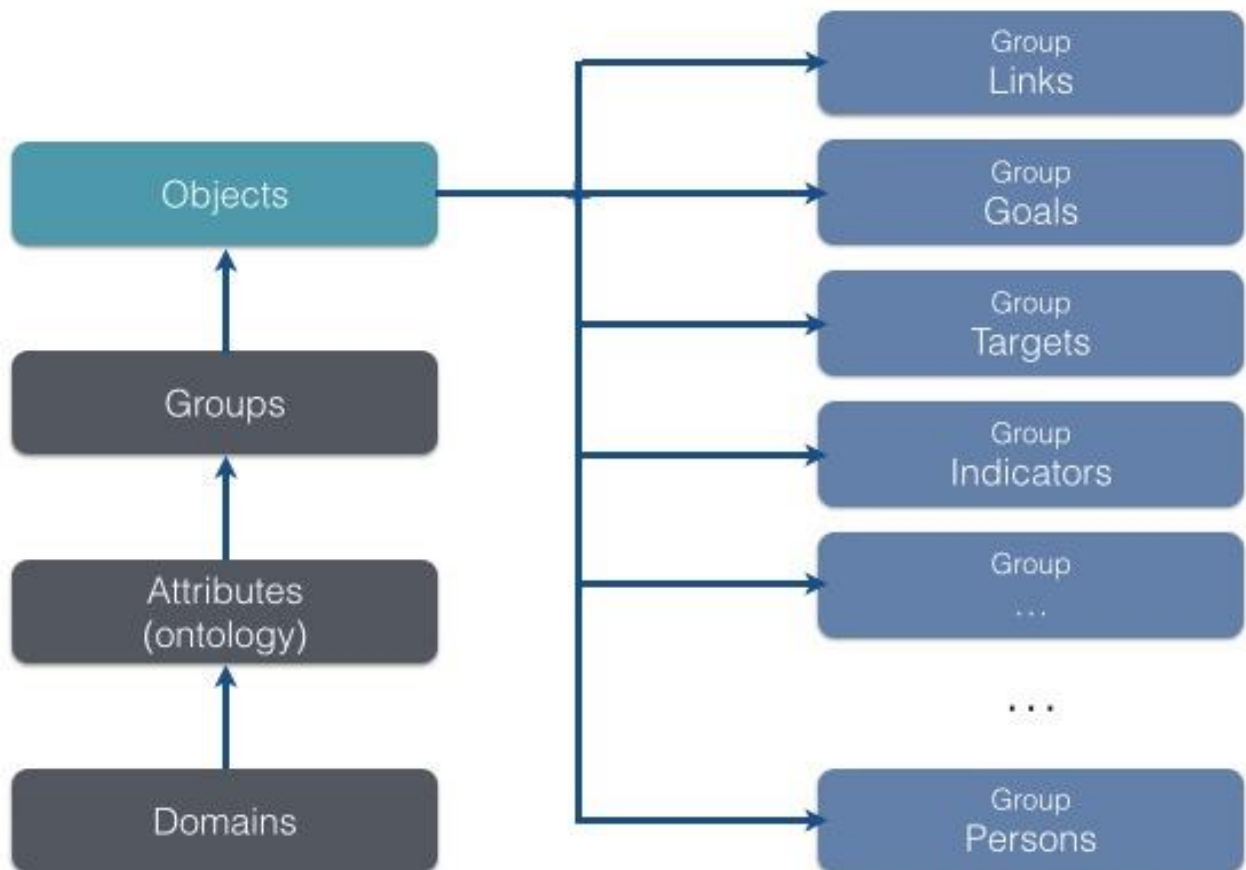 Objects
Groups
Attributes
(ontology)
Domains
Group
Links
Group
Goals
Group
Targets
Group
Indicators
Group
...
...
Group
Persons